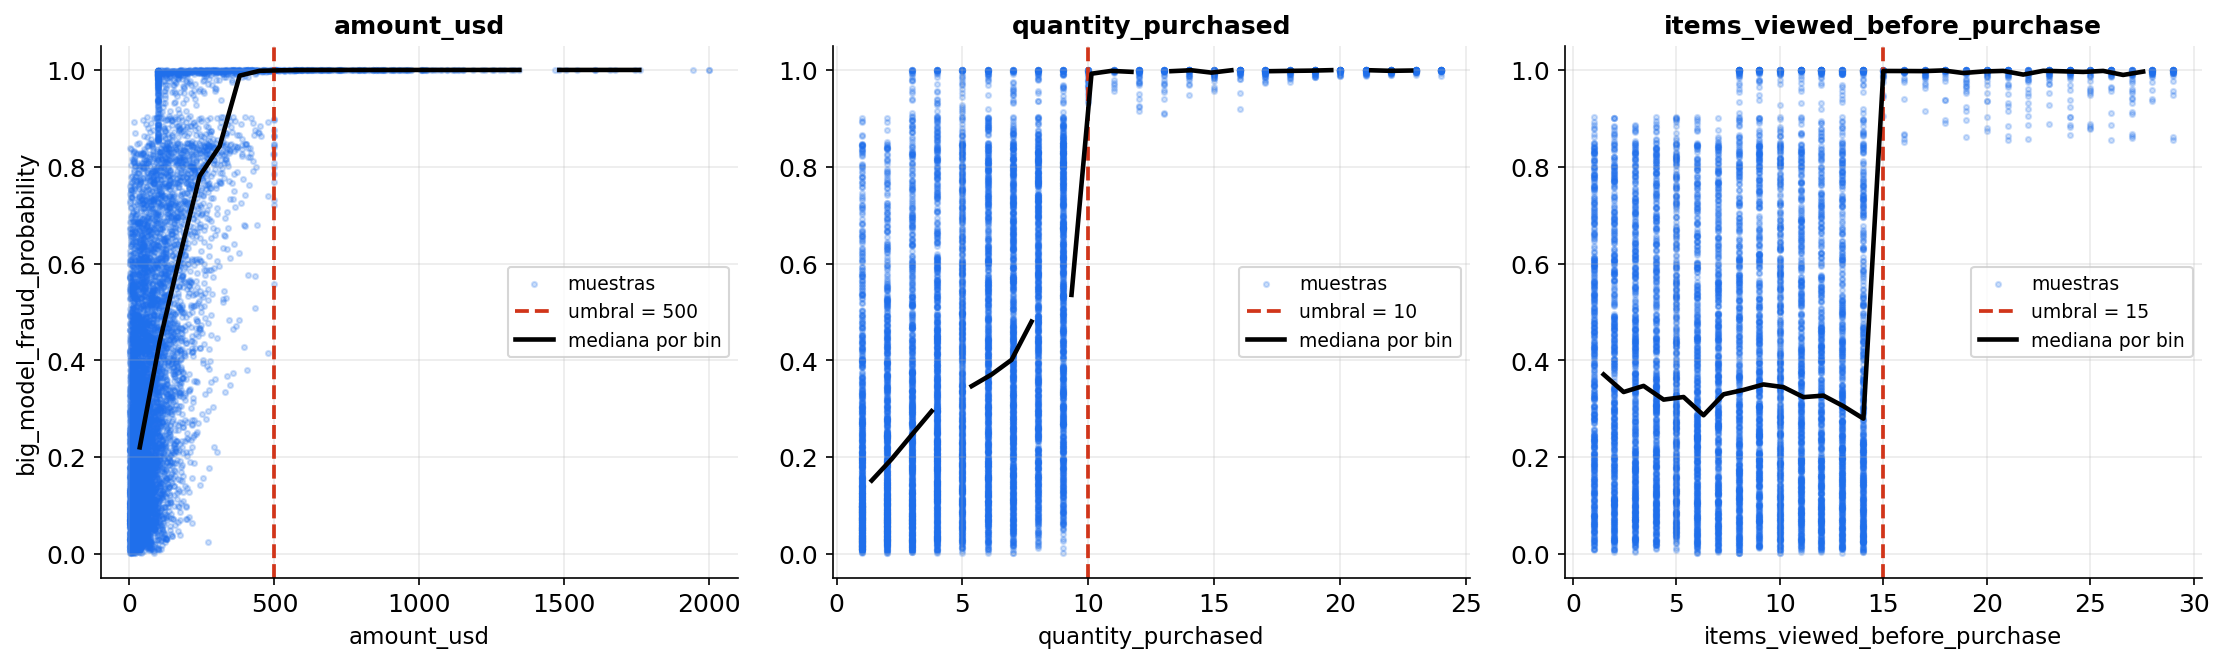 amount_usd
big_model_fraud_probability
1.0
0.8
0.6
0.4
0.2
0.0
muestras
umbral = 500
mediana por bin
0 500 1000 1500 2000
amount_usd
quantity_purchased
1.0
0.8
0.6
0.4
0.2
0.0
muestras
umbral = 10
mediana por bin
0 5 10 15 20 25
quantity_purchased
items_viewed_before_purchase
1.0
0.8
0.6
0.4
0.2
0.0
muestras
umbral = 15
mediana por bin
0 5 10 15 20 25 30
items_viewed_before_purchase